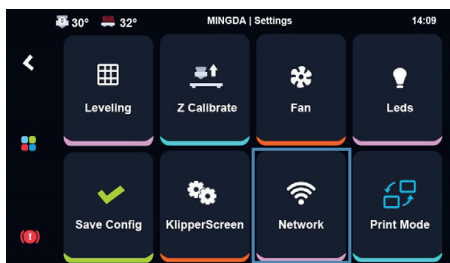 30° 32° MINGDA | Settings 14:09
Leveling Z Calibrate Fan Leds
Save Config KlipperScreen Network Print Mode